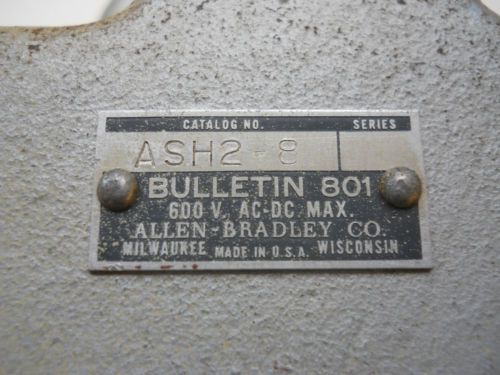 CATALOG NO. SERIES
ASH2-8
BULLETIN 801
600 V. AC-DC MAX.
ALLEN-BRADLEY CO.
MILWAUKEE MADE IN U.S.A. WISCONSIN